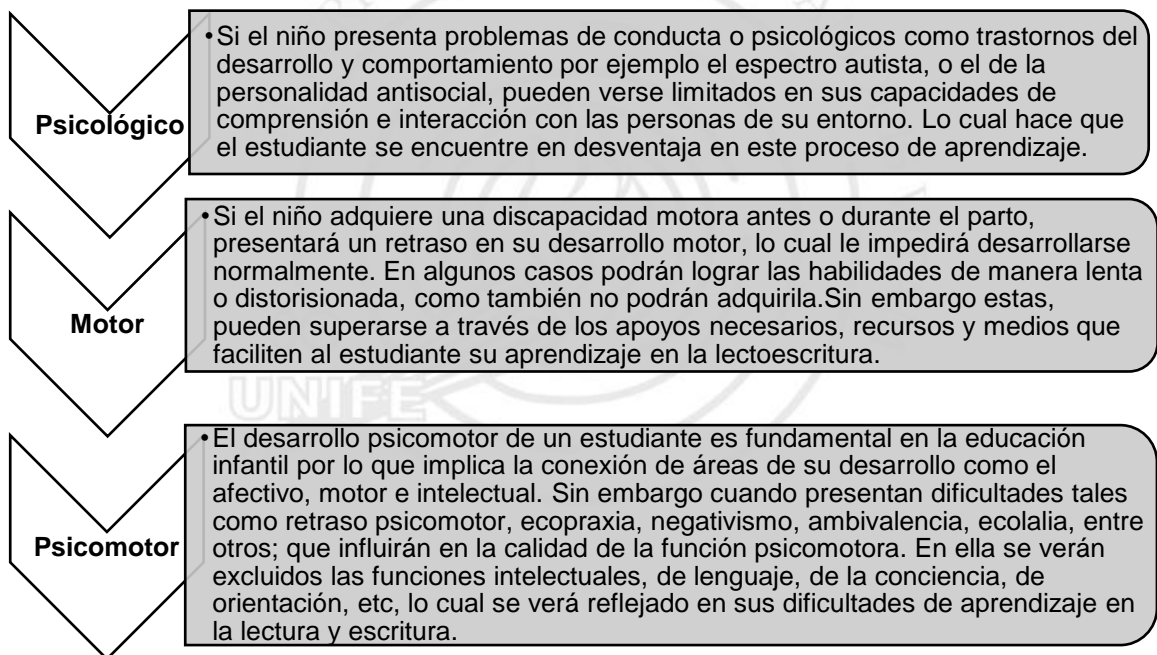 Psicológico
•Si el niño presenta problemas de conducta o psicológicos como trastornos del
desarrollo y comportamiento por ejemplo el espectro autista, o el de la
personalidad antisocial, pueden verse limitados en sus capacidades de
comprensión e interacción con las personas de su entorno. Lo cual hace que
el estudiante se encuentre en desventaja en este proceso de aprendizaje.
Motor
•Si el niño adquiere una discapacidad motora antes o durante el parto,
presentará un retraso en su desarrollo motor, lo cual le impedirá desarrollarse
normalmente. En algunos casos podrán lograr las habilidades de manera lenta
o distorisionada, como también no podrán adquirila.Sin embargo estas,
pueden superarse a través de los apoyos necesarios, recursos y medios que
faciliten al estudiante su aprendizaje en la lectoescritura.
UNIFE
Psicomotor
•El desarrollo psicomotor de un estudiante es fundamental en la educación
infantil por lo que implica la conexión de áreas de su desarrollo como el
afectivo, motor e intelectual. Sin embargo cuando presentan dificultades tales
como retraso psicomotor, ecopraxia, negativismo, ambivalencia, ecolalia, entre
otros; que influirán en la calidad de la función psicomotora. En ella se verán
excluidos las funciones intelectuales, de lenguaje, de la conciencia, de
orientación, etc, lo cual se verá reflejado en sus dificultades de aprendizaje en
la lectura y escritura.